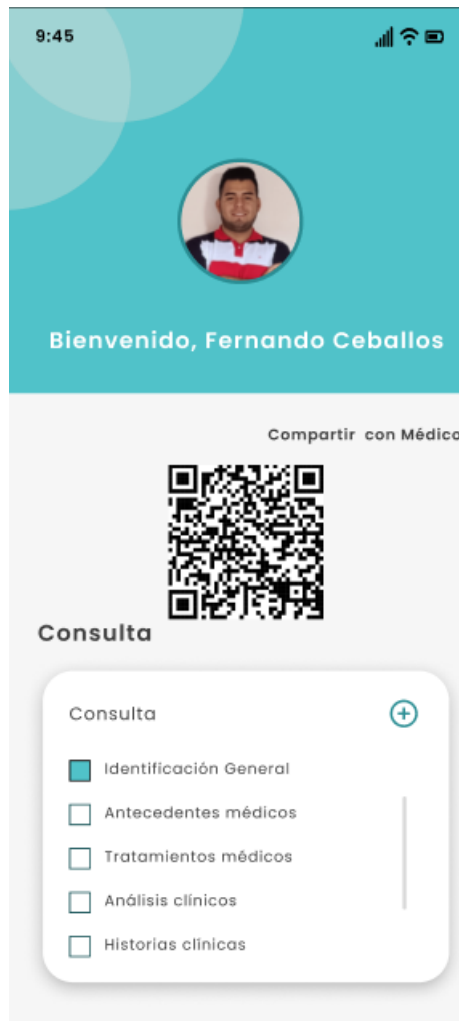 9:45
Bienvenido, Fernando Ceballos
Compartir con Médico
Consulta
Consulta
Identificación General
Antecedentes médicos
Tratamientos médicos
Análisis clínicos
Historias clínicas